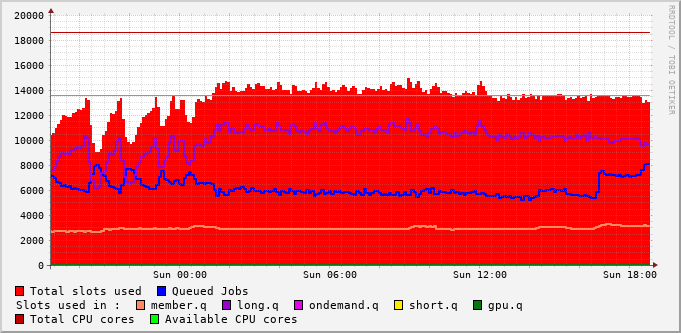 20000
18000
16000
14000
12000
10000
8000
6000
4000
2000
0
Sun 00:00 Sun 06:00 Sun 12:00 Sun 18:00
Total slots used Queued Jobs
Slots used in : member.q long.q ondemand.q short.q gpu.q
Total CPU cores Available CPU cores
RRDTOOL / TOBI OETIKER